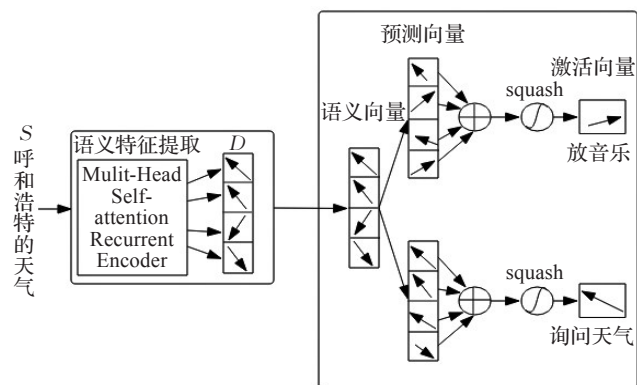 S
呼和浩特的天气
语义特征提取
D
Mulit-Head
Self-
attention
Recurrent
Encoder
语义向量
预测向量
squash
激活向量
放音乐
squash
询问天气